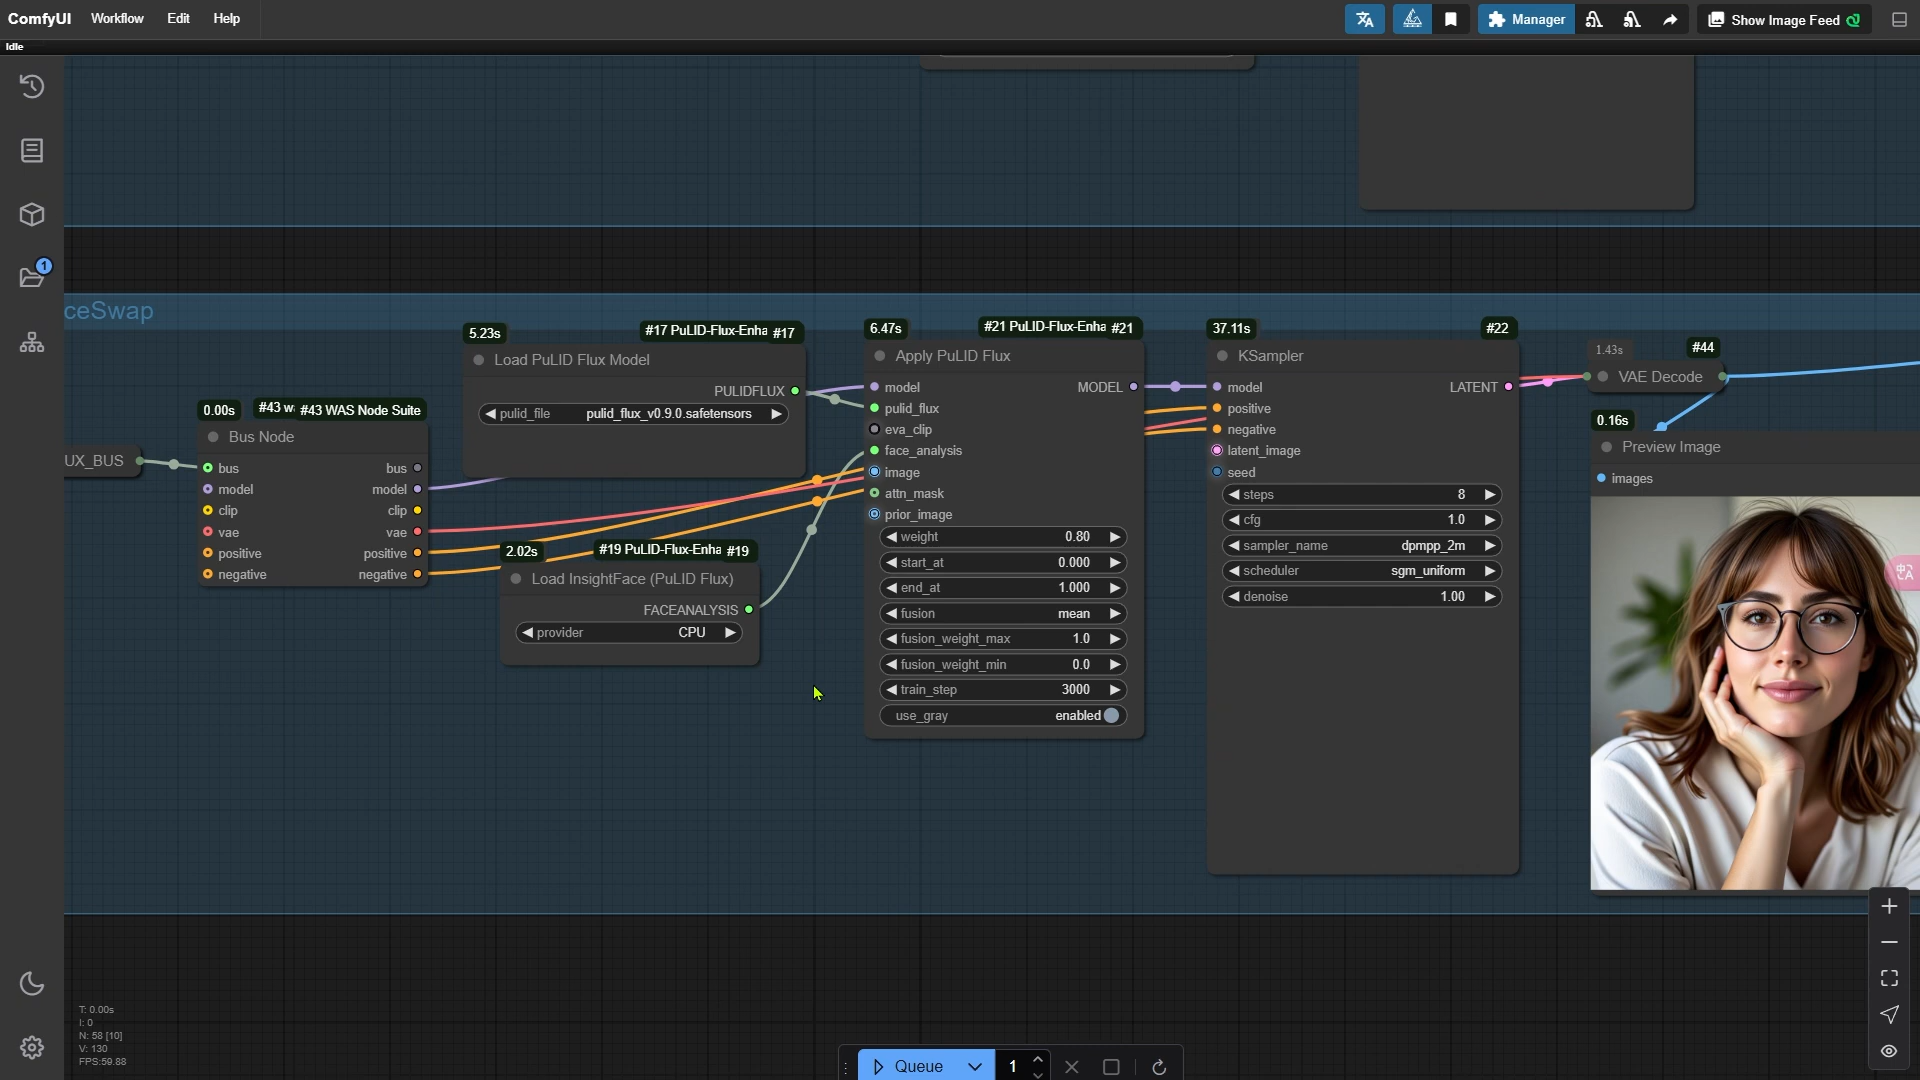 ComfyUI
Workflow
Edit
Help
Manager
Show Image Feed
Idle
1
ceSwap
UX_BUS
0.00s
#43 w
#43 WAS Node Suite
Bus Node
bus bus
model model
clip clip
vae vae
positive positive
negative negative
5.23s
#17 PuLID-Flux-Enha
#17
Load PuLID Flux Model
PULIDFLUX
pulid_file pulid_flux_v0.9.0.safetensors
2.02s
#19 PuLID-Flux-Enha
#19
Load InsightFace (PuLID Flux)
FACEANALYSIS
provider CPU
6.47s
#21 PuLID-Flux-Enha
#21
Apply PuLID Flux
model MODEL
pulid_flux
eva_clip
face_analysis
image
attn_mask
prior_image
weight 0.80
start_at 0.000
end_at 1.000
fusion mean
fusion_weight_max 1.0
fusion_weight_min 0.0
train_step 3000
use_gray enabled
37.11s
#22
KSampler
model LATENT
positive
negative
latent_image
seed
steps 8
cfg 1.0
sampler_name dpmpp_2m
scheduler sgm_uniform
denoise 1.00
1.43s
#44
VAE Decode
0.16s
Preview Image
images
T: 0.00s
I: 0
N: 58 [10]
V: 130
FPS:59.88
Queue
1